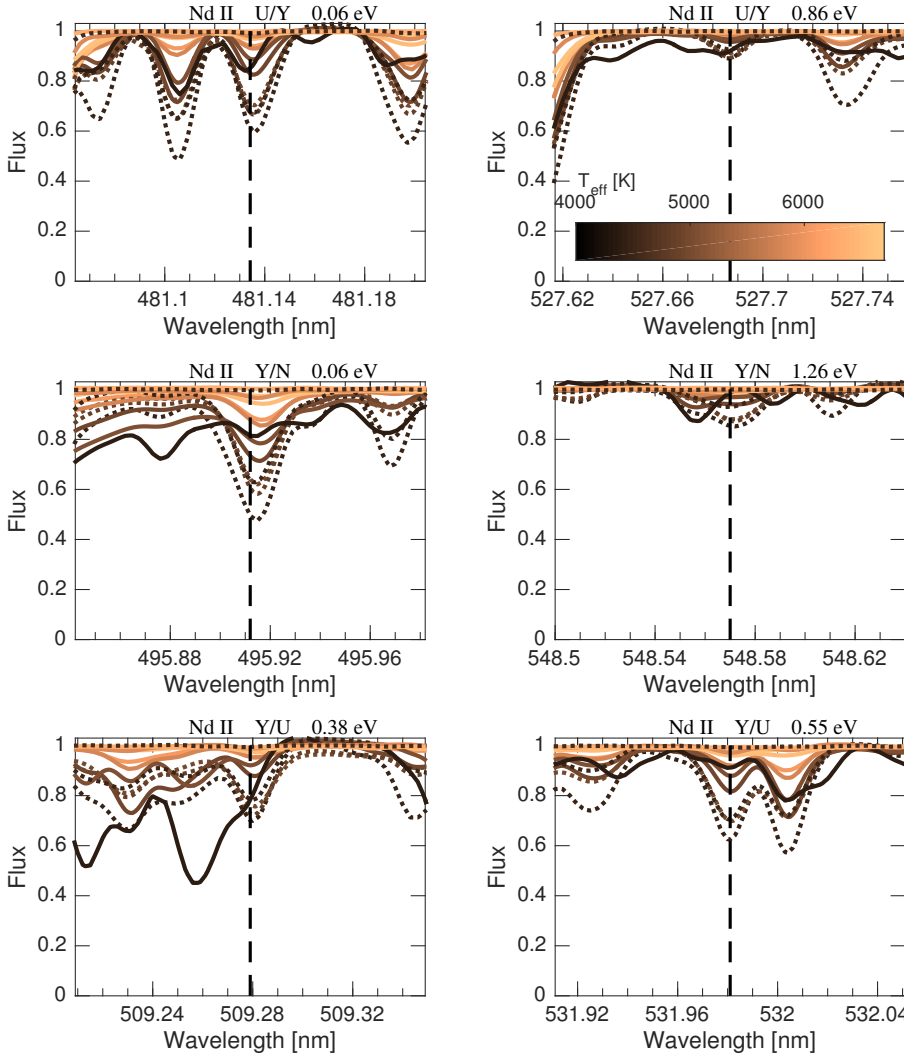 Nd II U/Y 0.06 eV
1
0.8
0.6
0.4
0.2
0
Flux
481.1 481.14 481.18
Wavelength [nm]
Nd II U/Y 0.86 eV
1
0.8
0.6
0.4
0.2
0
Flux
T_eff [K]
4000 5000 6000
527.62 527.66 527.7 527.74
Wavelength [nm]
Nd II Y/N 0.06 eV
1
0.8
0.6
0.4
0.2
0
Flux
495.88 495.92 495.96
Wavelength [nm]
Nd II Y/N 1.26 eV
1
0.8
0.6
0.4
0.2
0
Flux
548.5 548.54 548.58 548.62
Wavelength [nm]
Nd II Y/U 0.38 eV
1
0.8
0.6
0.4
0.2
0
Flux
509.24 509.28 509.32
Wavelength [nm]
Nd II Y/U 0.55 eV
1
0.8
0.6
0.4
0.2
0
Flux
531.92 531.96 532 532.04
Wavelength [nm]